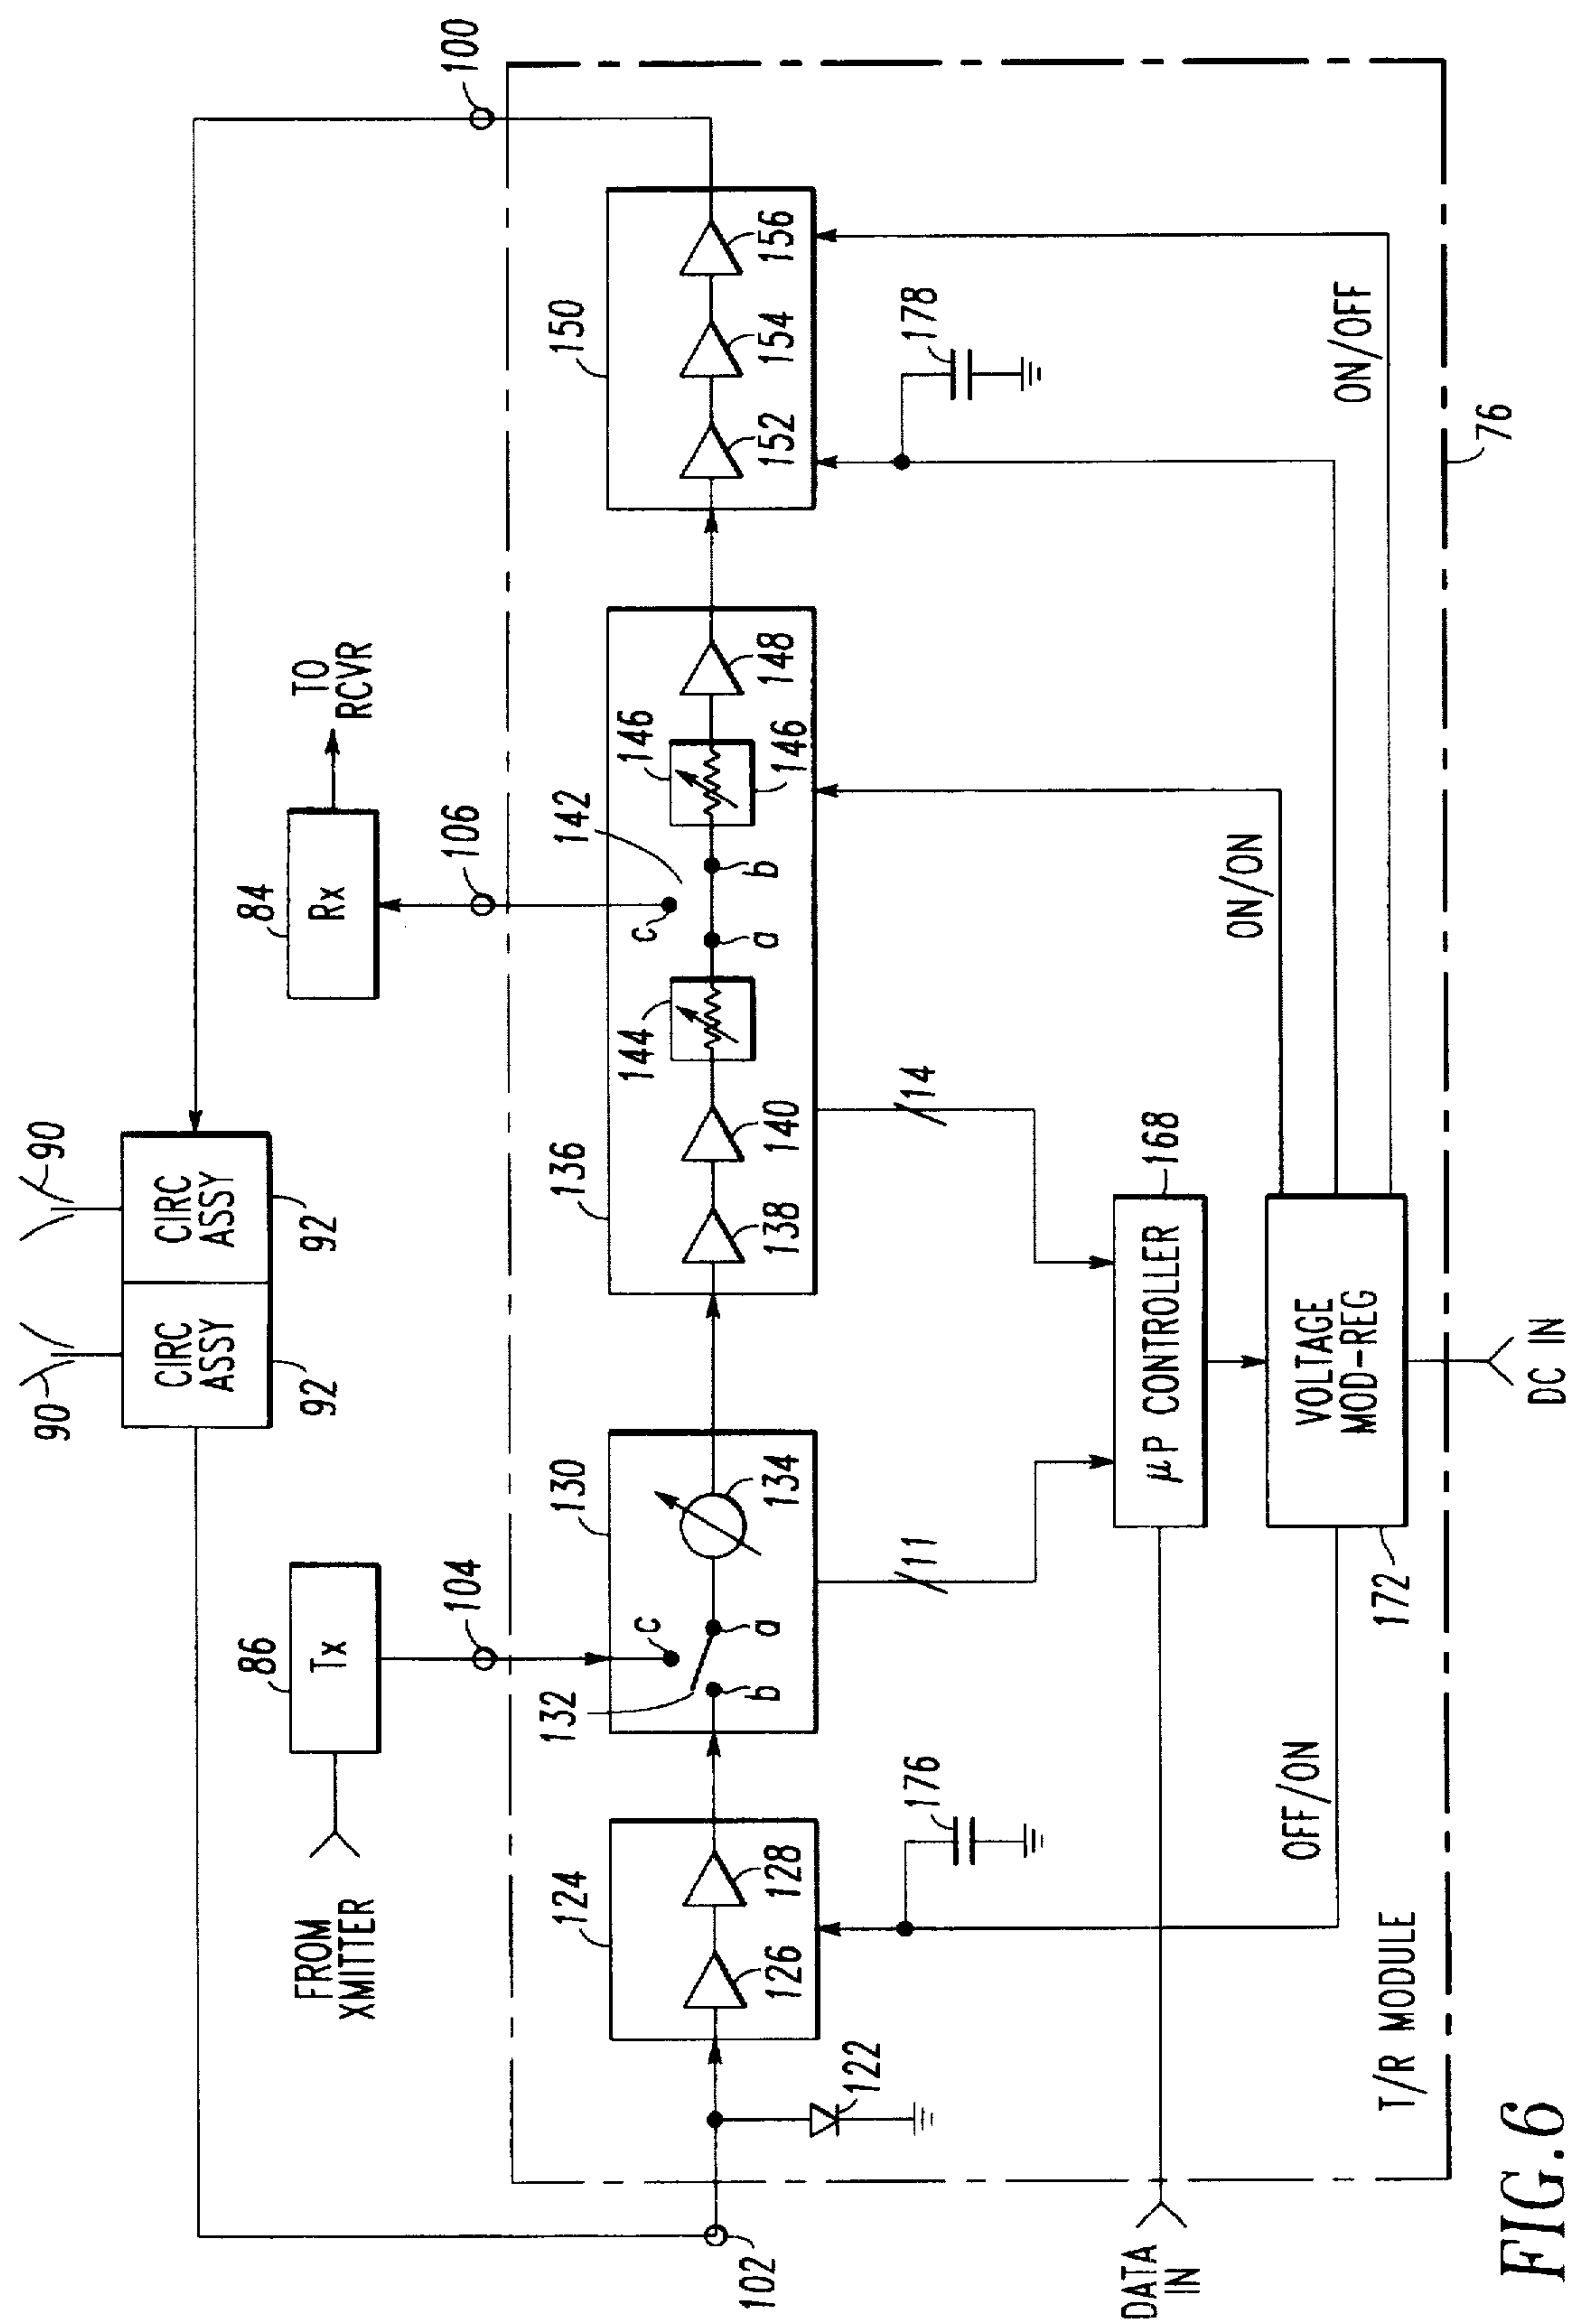 90
90
CIRC
ASSY
CIRC
ASSY
92
92
100
86
Tx
FROM
XMITTER
104
84
Rx
TO
RCVR
106
102
122
124
126
128
130
132
c
b
a
134
136
138
140
144
142
c
a
b
146
146
148
150
152
154
156
176
11
14
178
168
μP CONTROLLER
DATA
IN
OFF/ON
ON/ON
ON/OFF
172
VOLTAGE
MOD-REG
T/R MODULE
76
DC IN
FIG.6